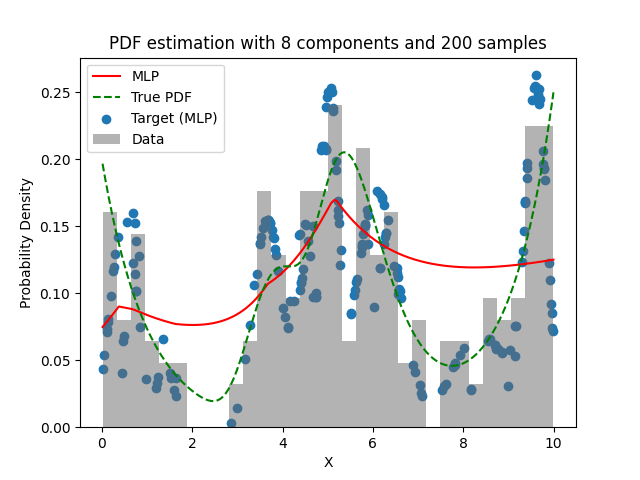 PDF estimation with 8 components and 200 samples
MLP
True PDF
Target (MLP)
Data
Probability Density
0.25
0.20
0.15
0.10
0.05
0.00
0
2
4
6
8
10
X